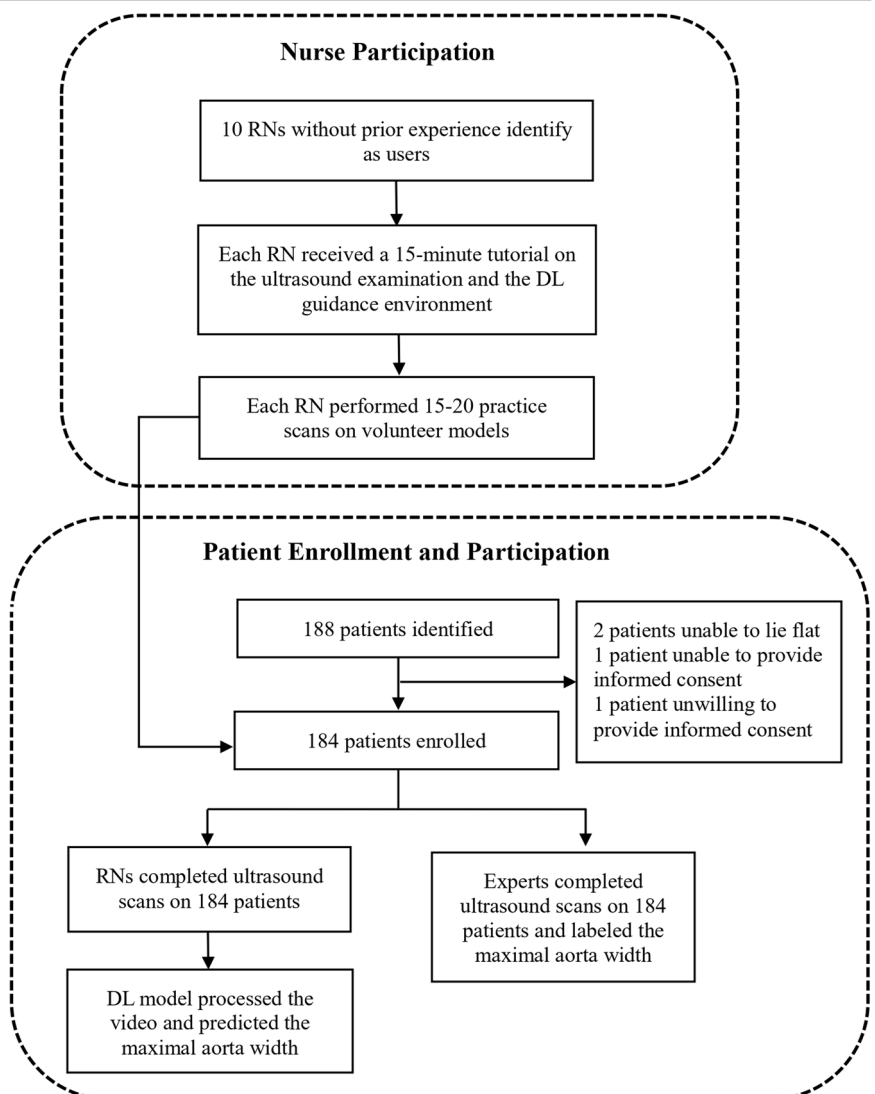 Nurse Participation
10 RNs without prior experience identify
as users
Each RN received a 15-minute tutorial on
the ultrasound examination and the DL
guidance environment
Each RN performed 15-20 practice
scans on volunteer models
Patient Enrollment and Participation
188 patients identified
2 patients unable to lie flat
1 patient unable to provide
informed consent
1 patient unwilling to
provide informed consent
184 patients enrolled
RNs completed ultrasound
scans on 184 patients
Experts completed
ultrasound scans on 184
patients and labeled the
maximal aorta width
DL model processed the
video and predicted the
maximal aorta width